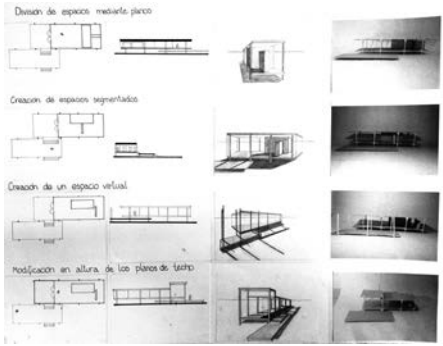 División de espacios mediante planos
Creación de espacios segmentados
Creación de un espacio virtual
Modificación en altura de los planos de techo